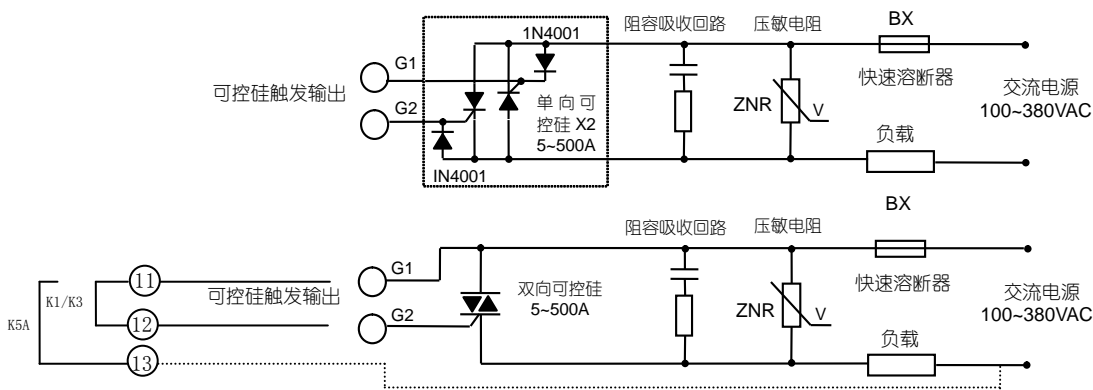 1N4001
阻容吸收回路 压敏电阻 BX
G1
可控硅触发输出
G2
单向可
控硅 X2
5~500A
ZNR
V
快速溶断器
交流电源
100~380VAC
负载
IN4001
BX
阻容吸收回路 压敏电阻
G1
11
K1/K3
可控硅触发输出
双向可控硅
5~500A
快速溶断器
交流电源
100~380VAC
K5A
12
G2
ZNR
V
负载
13